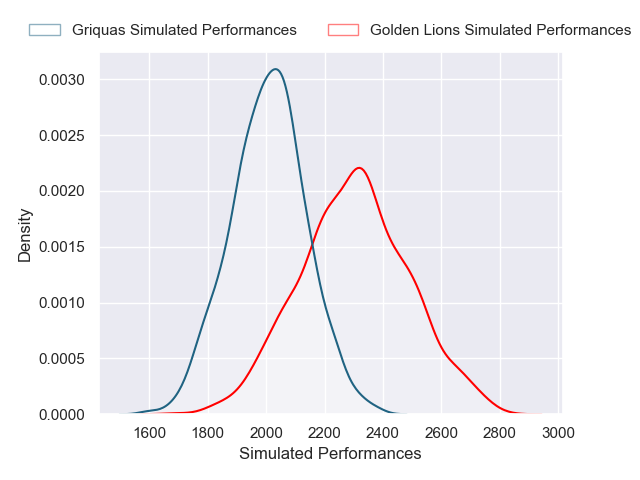 Griquas Simulated Performances Golden Lions Simulated Performances
0.0030
0.0025
0.0020
0.0015
0.0010
0.0005
0.0000
Density
1600 1800 2000 2200 2400 2600 2800 3000
Simulated Performances